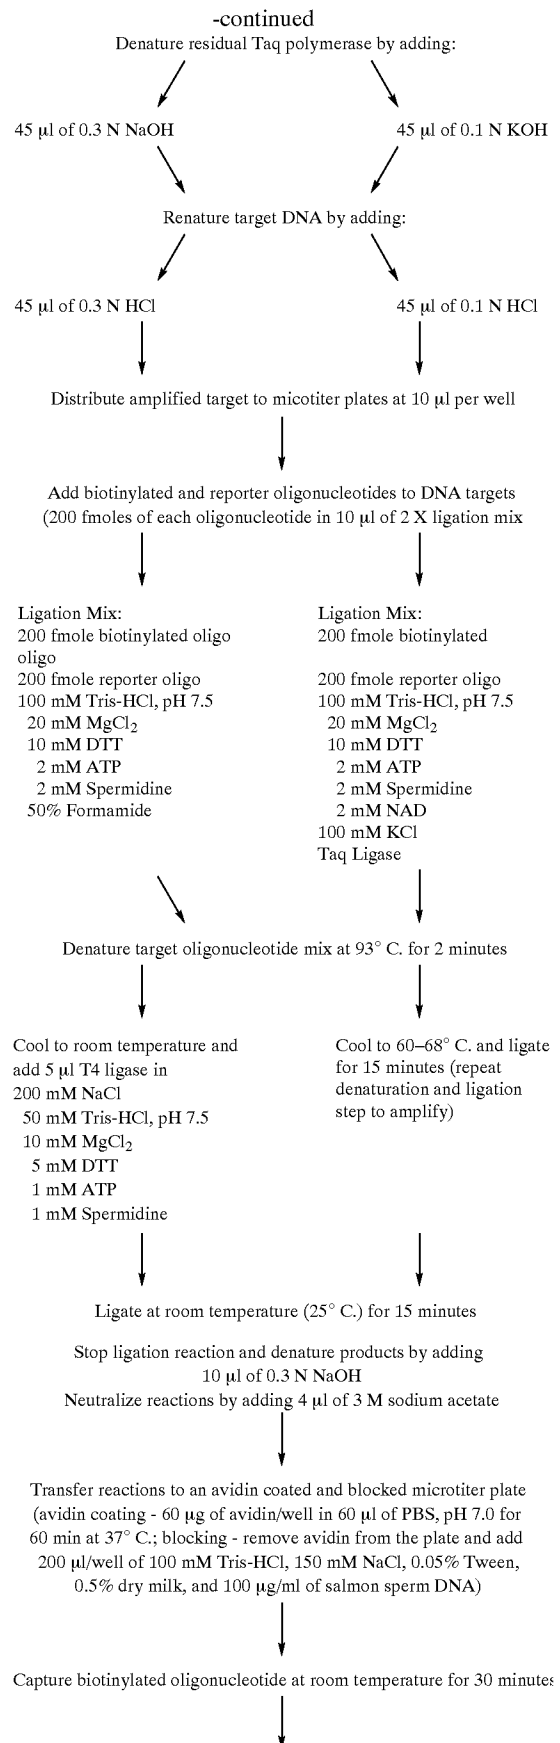 -continued
Denature residual Taq polymerase by adding:
45 μl of 0.3 N NaOH
45 μl of 0.1 N KOH
Renature target DNA by adding:
45 μl of 0.3 N HCl
45 μl of 0.1 N HCl
Distribute amplified target to micotiter plates at 10 μl per well
Add biotinylated and reporter oligonucleotides to DNA targets
(200 fmoles of each oligonucleotide in 10 μl of 2 X ligation mix
Ligation Mix:
200 fmole biotinylated oligo
oligo
200 fmole reporter oligo
100 mM Tris-HCl, pH 7.5
20 mM MgCl₂
10 mM DTT
2 mM ATP
2 mM Spermidine
50% Formamide
Ligation Mix:
200 fmole biotinylated
200 fmole reporter oligo
100 mM Tris-HCl, pH 7.5
20 mM MgCl₂
10 mM DTT
2 mM ATP
2 mM Spermidine
2 mM NAD
100 mM KCl
Taq Ligase
Denature target oligonucleotide mix at 93° C. for 2 minutes
Cool to room temperature and
add 5 μl T4 ligase in
200 mM NaCl
50 mM Tris-HCl, pH 7.5
10 mM MgCl₂
5 mM DTT
1 mM ATP
1 mM Spermidine
Cool to 60–68° C. and ligate
for 15 minutes (repeat
denaturation and ligation
step to amplify)
Ligate at room temperature (25° C.) for 15 minutes
Stop ligation reaction and denature products by adding
10 μl of 0.3 N NaOH
Neutralize reactions by adding 4 μl of 3 M sodium acetate
Transfer reactions to an avidin coated and blocked microtiter plate
(avidin coating - 60 μg of avidin/well in 60 μl of PBS, pH 7.0 for
60 min at 37° C.; blocking - remove avidin from the plate and add
200 μl/well of 100 mM Tris-HCl, 150 mM NaCl, 0.05% Tween,
0.5% dry milk, and 100 μg/ml of salmon sperm DNA)
Capture biotinylated oligonucleotide at room temperature for 30 minutes